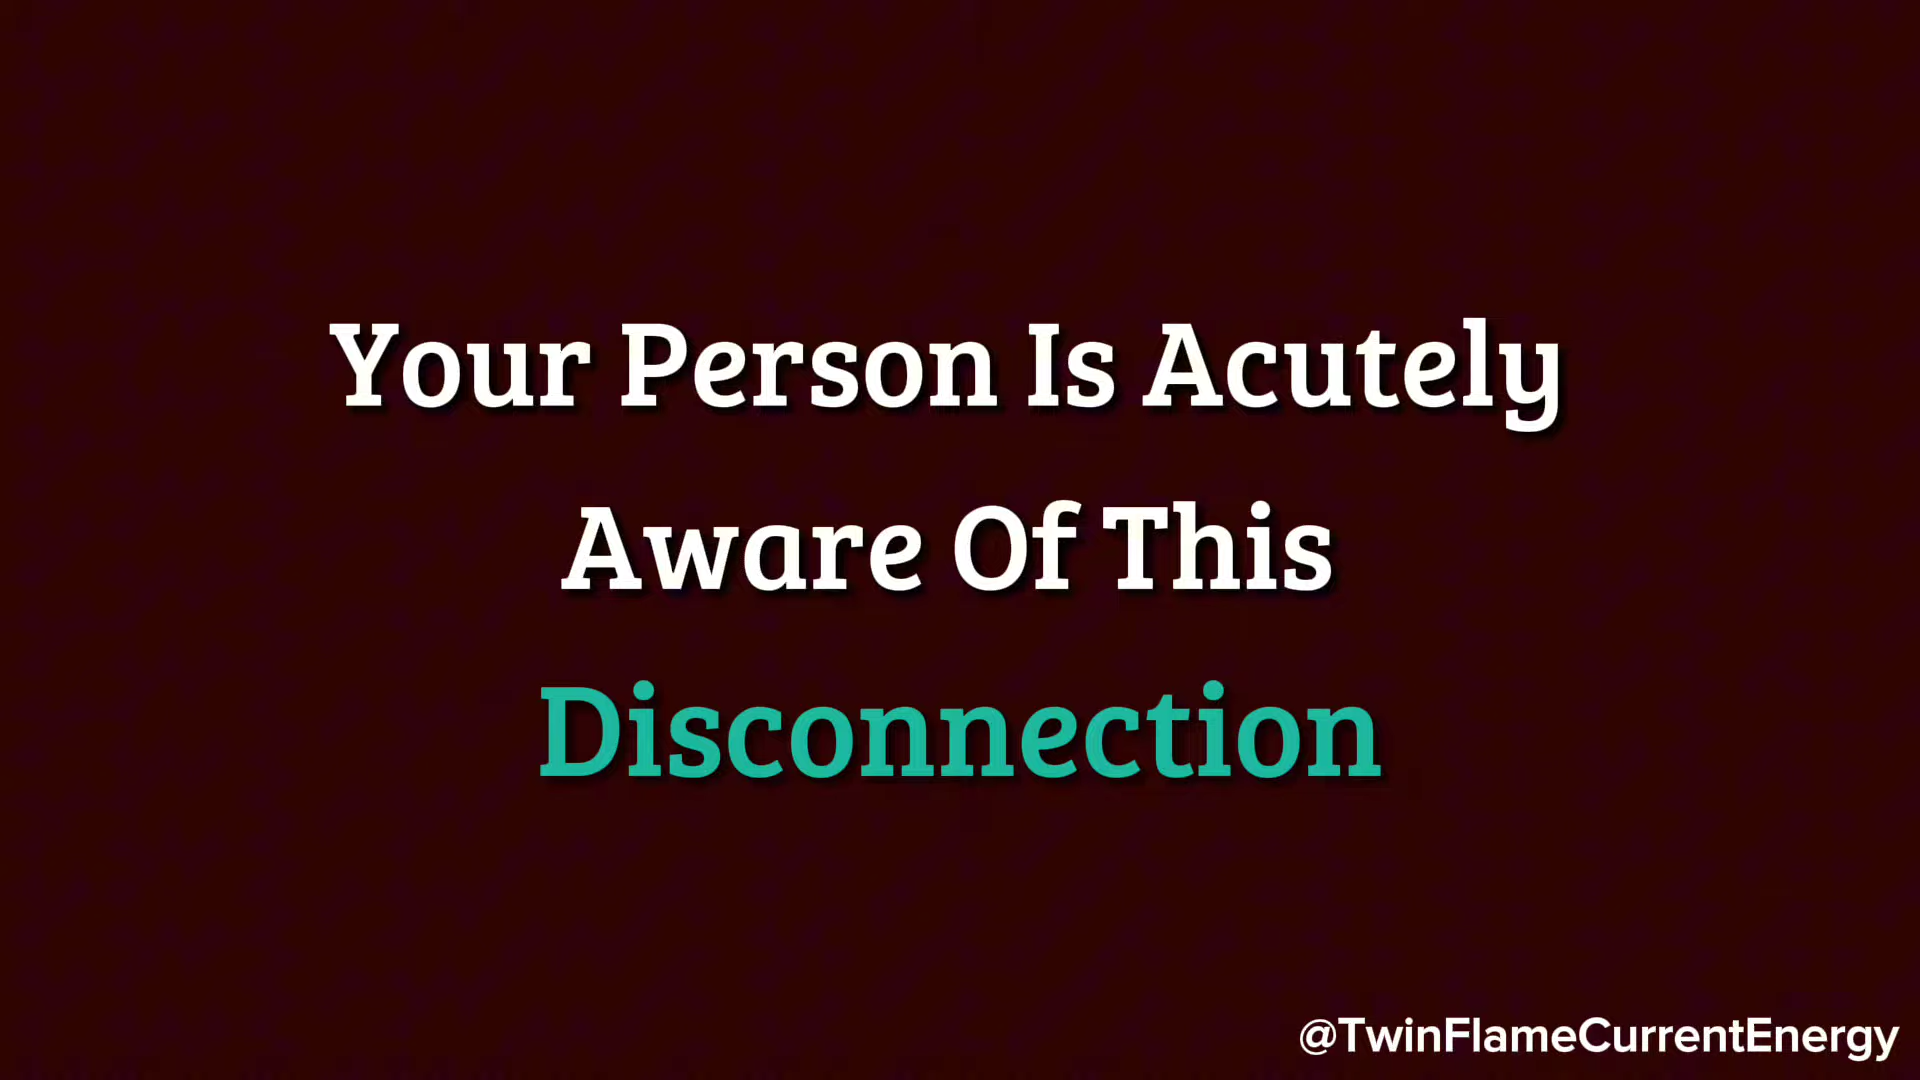 Your Person Is Acutely
Aware Of This
Disconnection
@TwinFlameCurrentEnergy